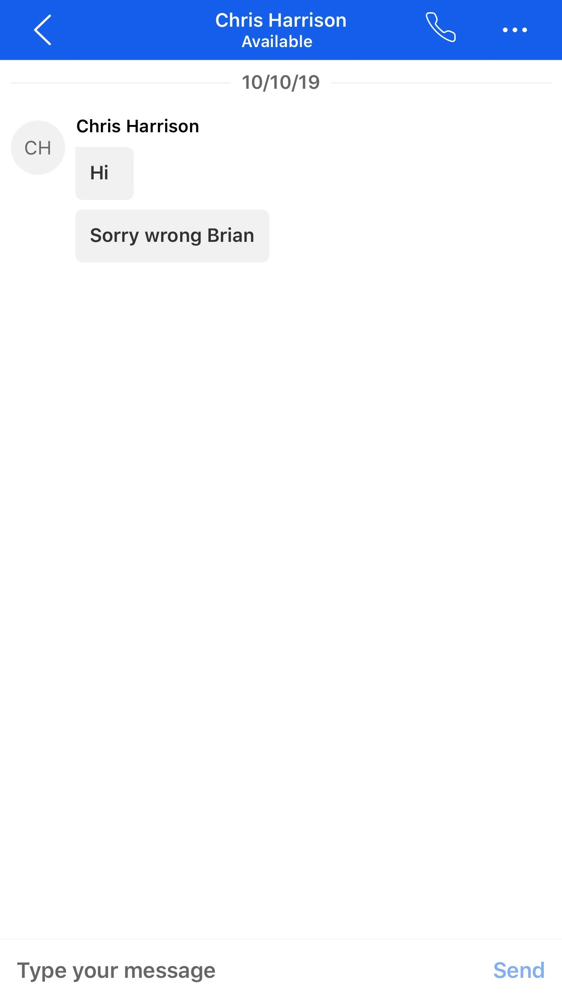 Chris Harrison
Available
10/10/19
Chris Harrison
CH
Hi
Sorry wrong Brian
Type your message
Send